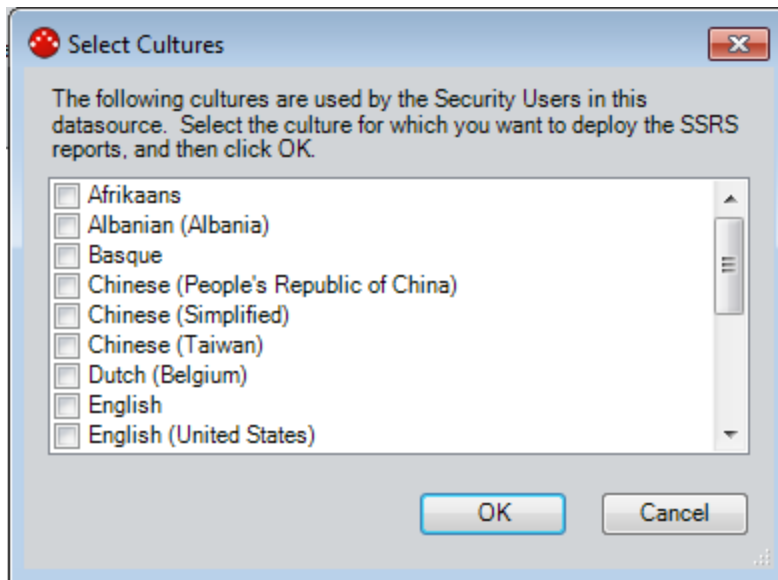 Select Cultures
The following cultures are used by the Security Users in this
datasource.  Select the culture for which you want to deploy the SSRS
reports, and then click OK.
Afrikaans
Albanian (Albania)
Basque
Chinese (People's Republic of China)
Chinese (Simplified)
Chinese (Taiwan)
Dutch (Belgium)
English
English (United States)
OK
Cancel